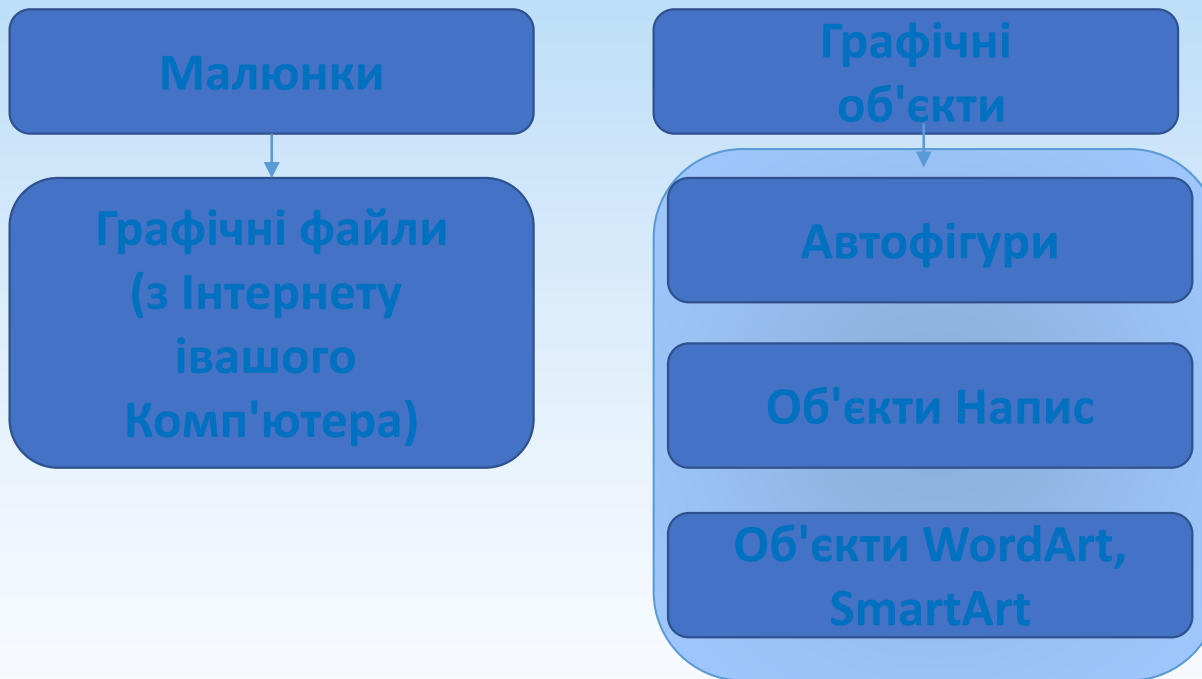 Малюнки
Графічні файли
(з Інтернету
івашого
Комп'ютера)
Графічні
об'єкти
Автофігури
Об'єкти Напис
Об'єкти WordArt,
SmartArt